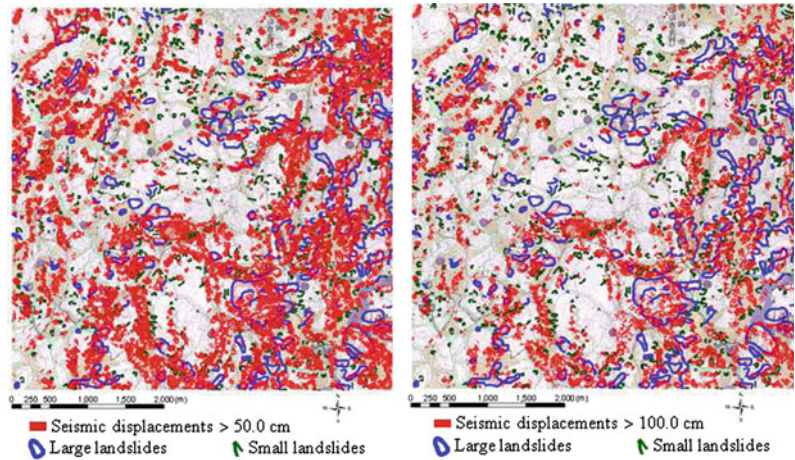 0 250 500 1,000 1,500 2,000 (m.)
Seismic displacements > 50.0 cm
Large landslides Small landslides
0 250 500 1,000 1,500 2,000 (m.)
Seismic displacements > 100.0 cm
Large landslides Small landslides